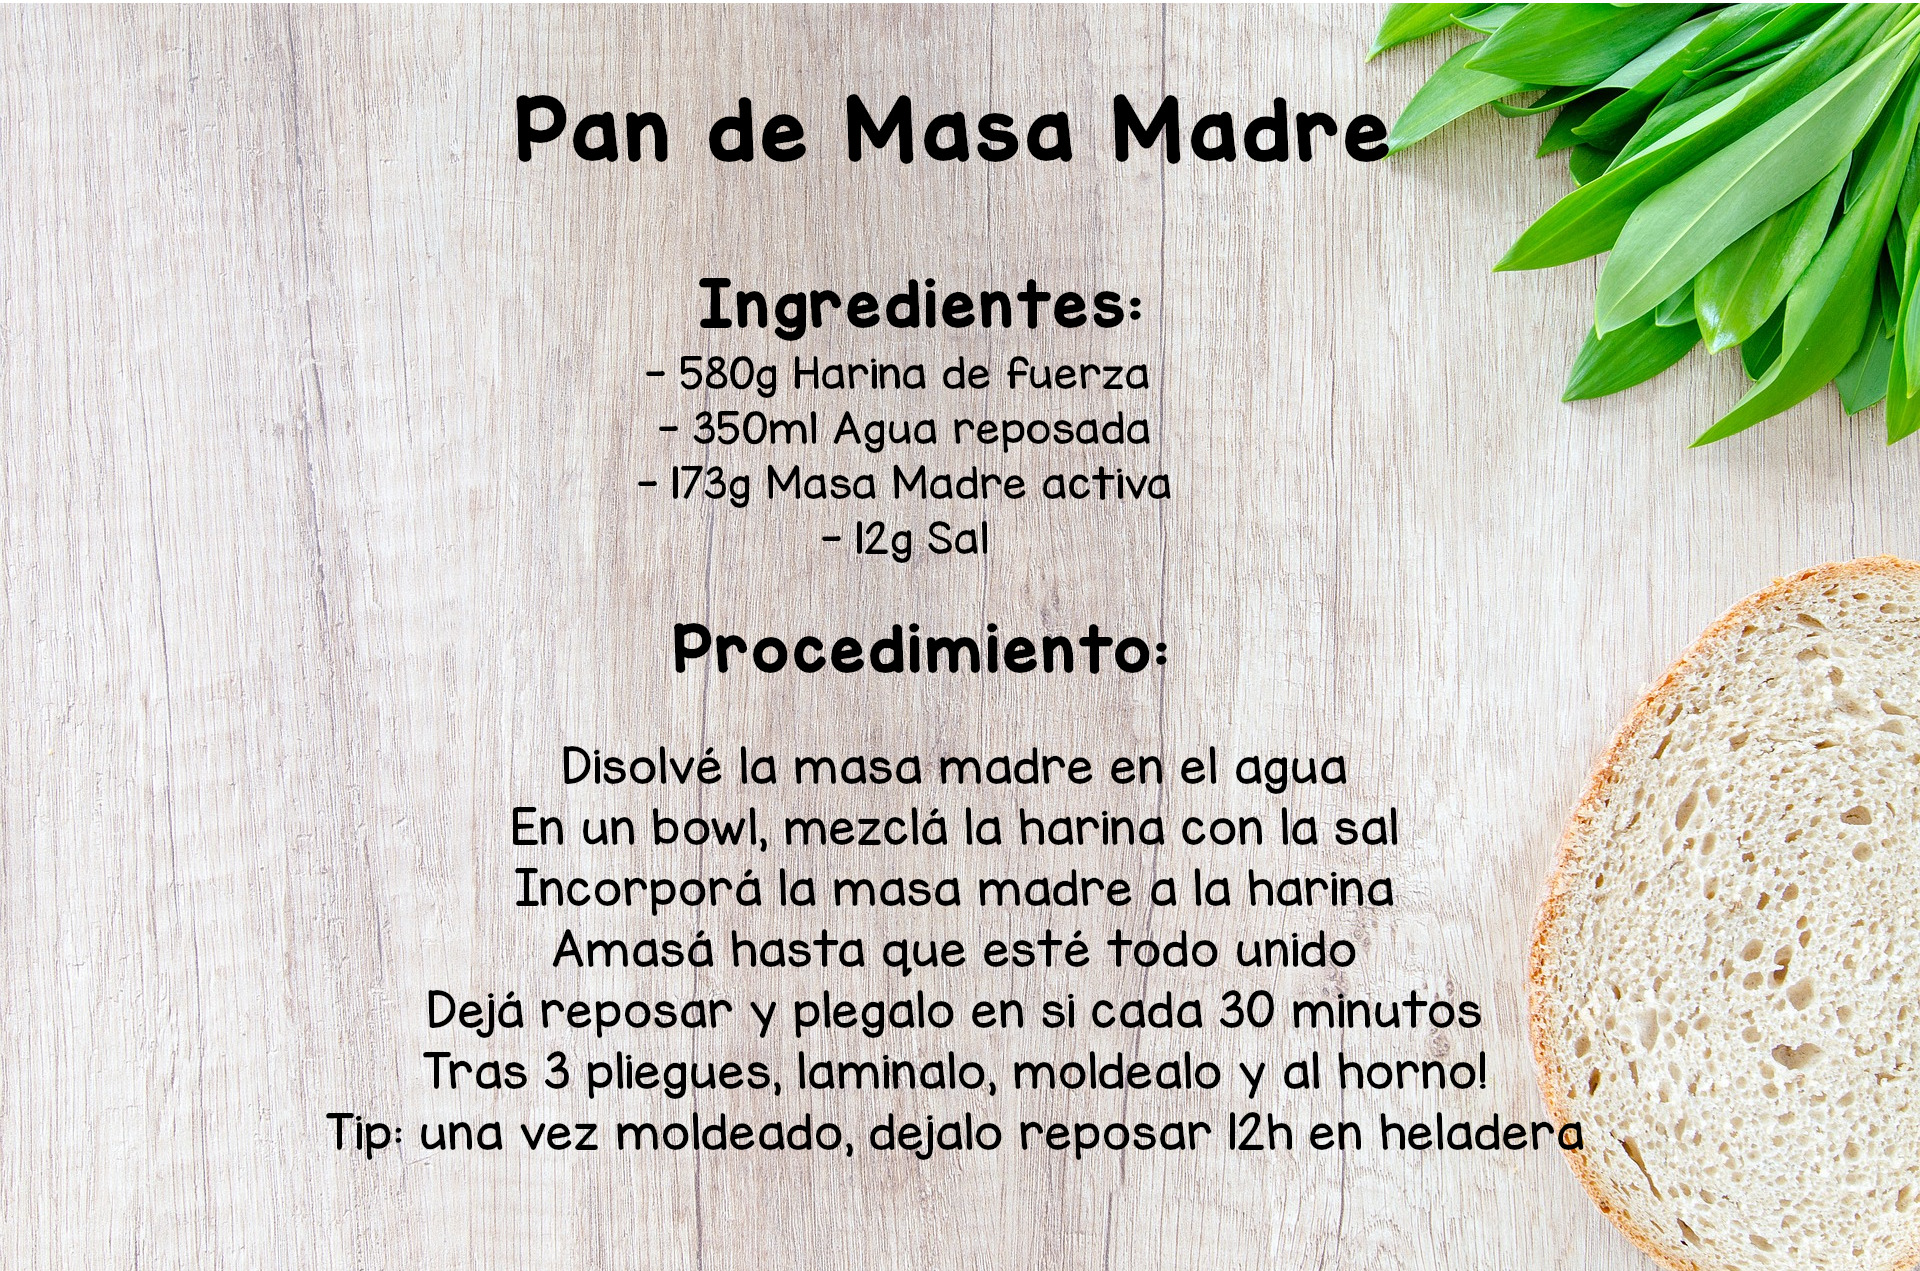 Pan de Masa Madre
Ingredientes:
- 580g Harina de fuerza
- 350ml Agua reposada
- 173g Masa Madre activa
- 12g Sal
Procedimiento:
Disolvé la masa madre en el agua
En un bowl, mezclá la harina con la sal
Incorporá la masa madre a la harina
Amasá hasta que esté todo unido
Dejá reposar y plegalo en si cada 30 minutos
Tras 3 pliegues, laminalo, moldealo y al horno!
Tip: una vez moldeado, dejalo reposar 12h en heladera